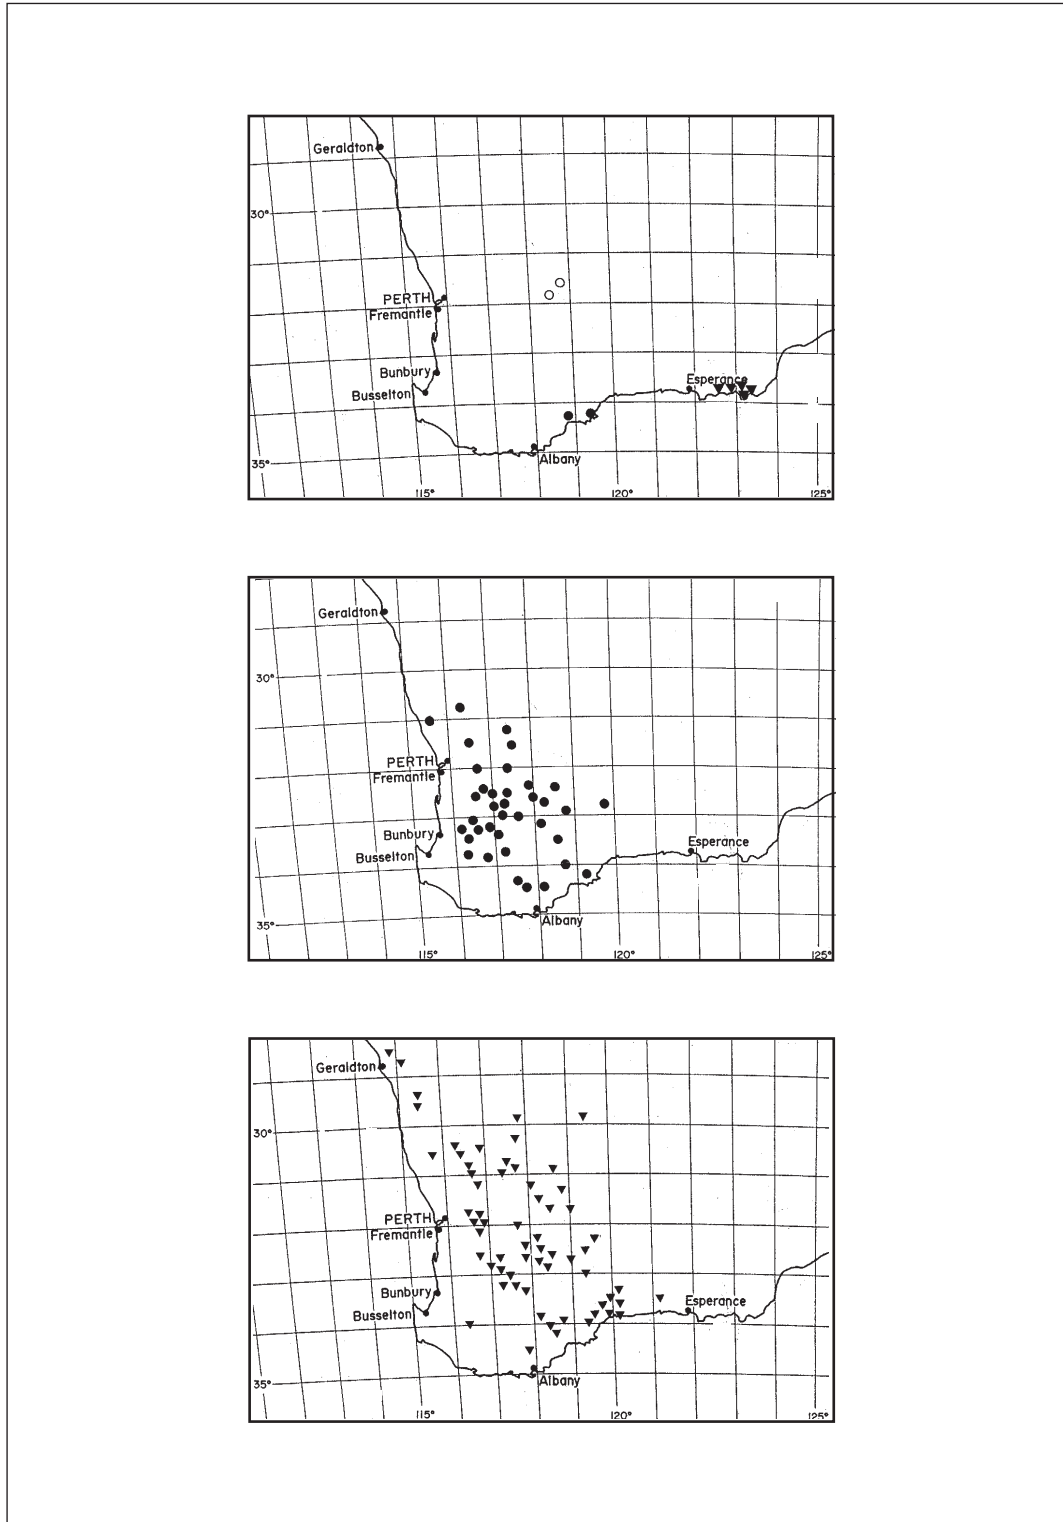 Geraldton
30°
PERTH
Fremantle
Bunbury
Busselton
Esperance
Albany
35°
115° 120° 125°
Geraldton
30°
PERTH
Fremantle
Bunbury
Busselton
Esperance
Albany
35°
115° 120° 125°
Geraldton
30°
PERTH
Fremantle
Bunbury
Busselton
Esperance
Albany
35°
115° 120° 125°